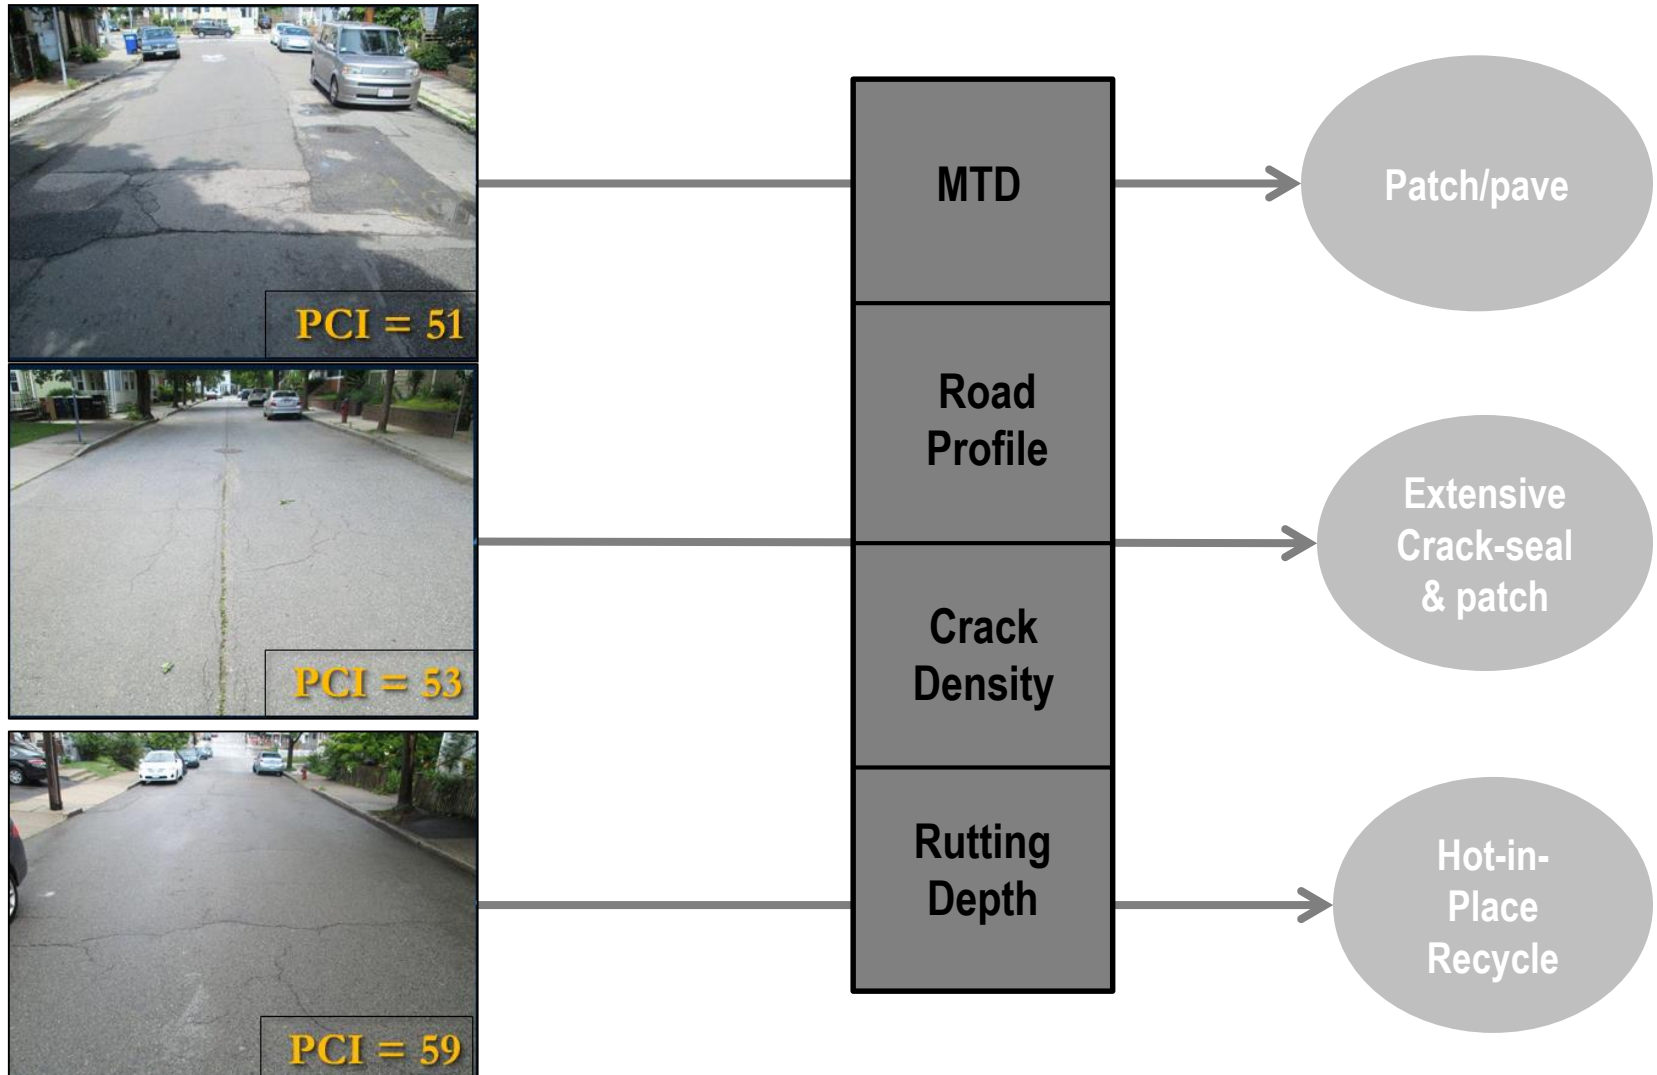 PCI = 51
PCI = 53
PCI = 59
MTD
Road
Profile
Crack
Density
Rutting
Depth
Patch/pave
Extensive
Crack-seal
& patch
Hot-in-
Place
Recycle